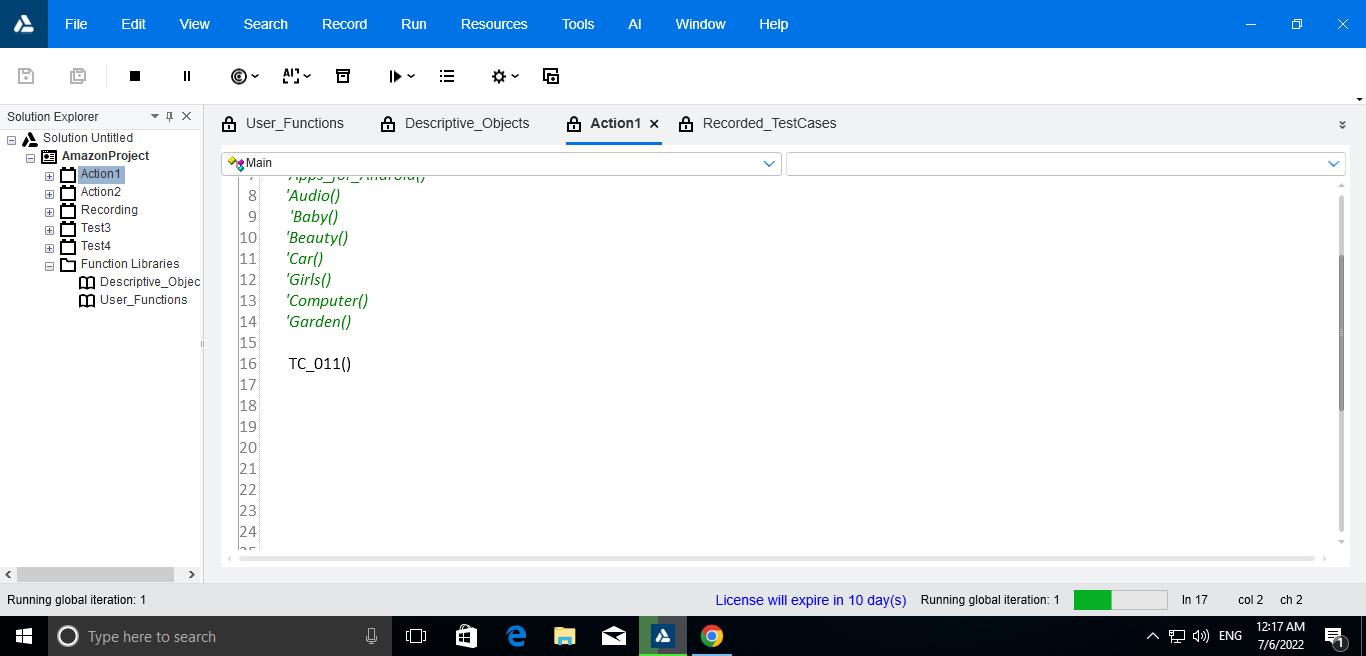 File Edit View Search Record Run Resources Tools AI Window Help
Solution Explorer
Solution Untitled
AmazonProject
Action1
Action2
Recording
Test3
Test4
Function Libraries
Descriptive_Objec
User_Functions
User_Functions Descriptive_Objects Action1 Recorded_TestCases
Main
7 'Apps_for_Android()
8 'Audio()
9 'Baby()
10 'Beauty()
11 'Car()
12 'Girls()
13 'Computer()
14 'Garden()
15
16 TC_011()
17
18
19
20
21
22
23
24
25
Running global iteration: 1 License will expire in 10 day(s) Running global iteration: 1 ln 17 col 2 ch 2
Type here to search ENG 12:17 AM
7/6/2022
1